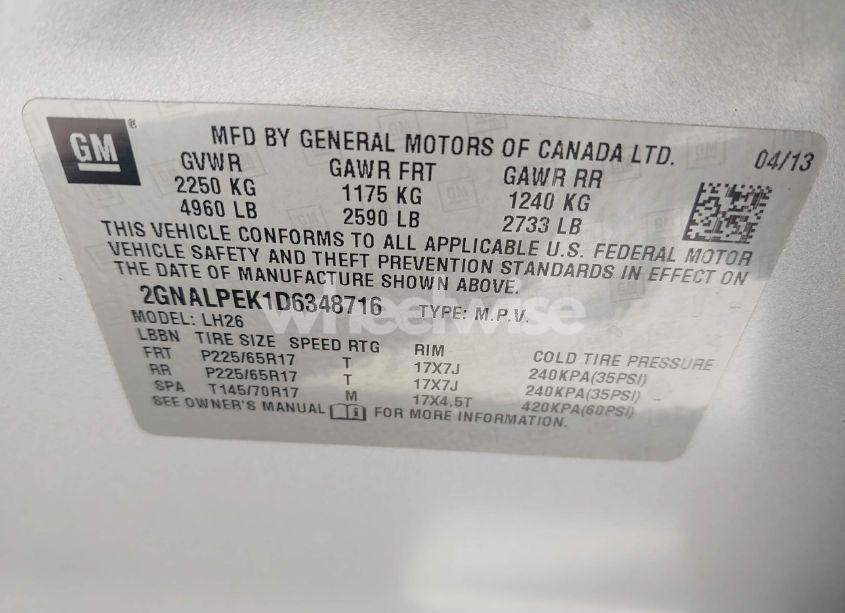 GM® MFD BY GENERAL MOTORS OF CANADA LTD. 04/13
GVWR GAWR FRT GAWR RR
2250 KG 1175 KG 1240 KG
4960 LB 2590 LB 2733 LB
THIS VEHICLE CONFORMS TO ALL APPLICABLE U.S. FEDERAL MOTOR
VEHICLE SAFETY AND THEFT PREVENTION STANDARDS IN EFFECT ON
THE DATE OF MANUFACTURE SHOWN ABOVE.
2GNALPEK1D6348716 TYPE: M.P.V.
wheelwise
MODEL: LH26
LBBN TIRE SIZE SPEED RTG RIM COLD TIRE PRESSURE
FRT P225/65R17 T 17X7J 240KPA(35PSI)
RR P225/65R17 T 17X7J 240KPA(35PSI)
SPA T145/70R17 M 17X4.5T 420KPA(60PSI)
SEE OWNER'S MANUAL FOR MORE INFORMATION.